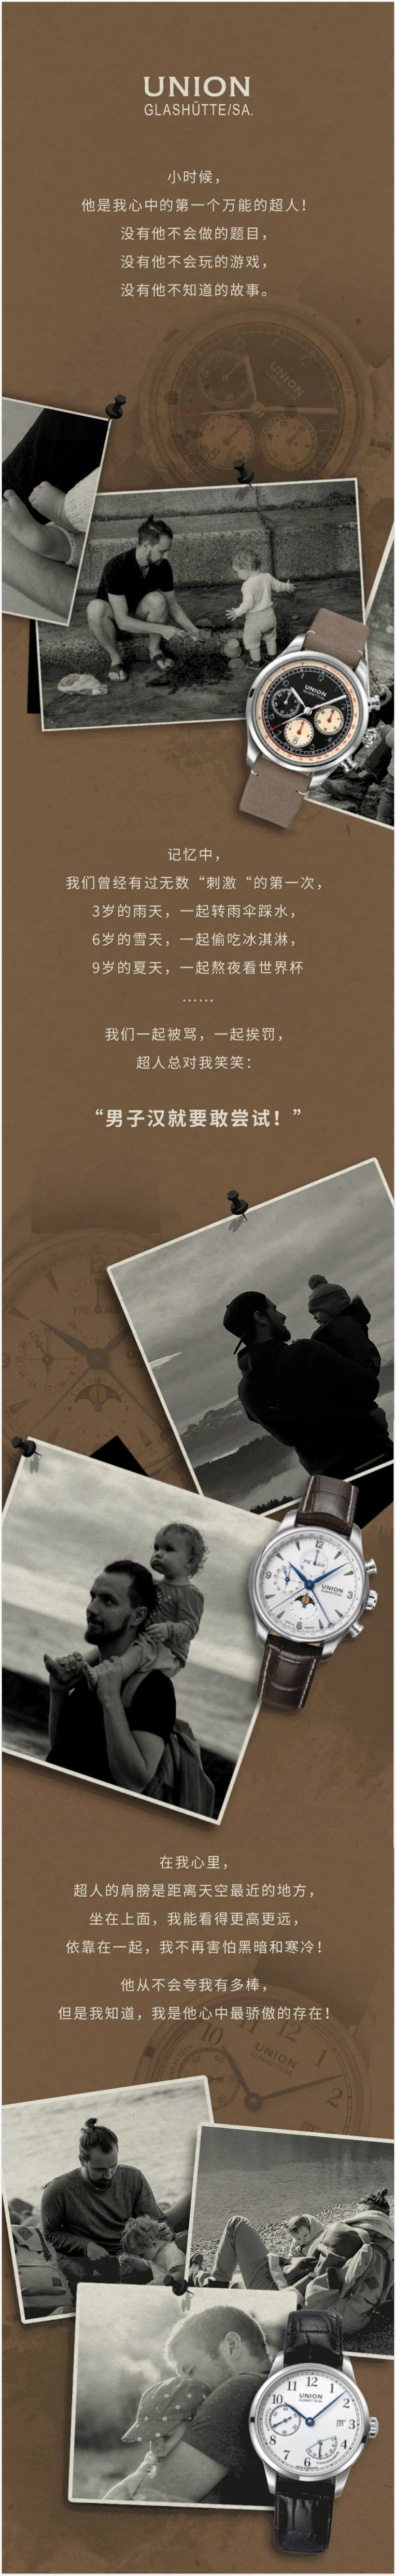 UNION
GLASHÜTTE/SA.
小时候，
他是我心中的第一个万能的超人！
没有他不会做的题目，
没有他不会玩的游戏，
没有他不知道的故事。
UNION
UNION
记忆中，
我们曾经有过无数“刺激“的第一次，
3岁的雨天，一起转雨伞踩水，
6岁的雪天，一起偷吃冰淇淋，
9岁的夏天，一起熬夜看世界杯
……
我们一起被骂，一起挨罚，
超人总对我笑笑：
“男子汉就要敢尝试！”
UNION
在我心里，
超人的肩膀是距离天空最近的地方，
坐在上面，我能看得更高更远，
依靠在一起，我不再害怕黑暗和寒冷！
他从不会夸我有多棒，
但是我知道，我是他心中最骄傲的存在！
UNION
UNION